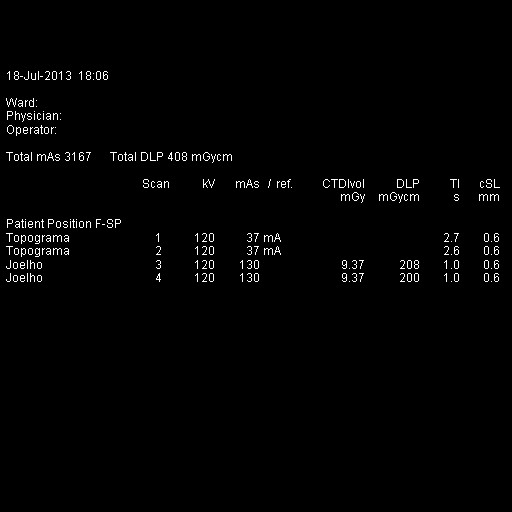 18-Jul-2013 18:06
Ward:
Physician:
Operator:
Total mAs 3167 Total DLP 408 mGycm
Scan kV mAs / ref. CTDIvol DLP TI cSL
mGy mGycm s mm
Patient Position F-SP
Topograma 1 120 37 mA 2.7 0.6
Topograma 2 120 37 mA 2.6 0.6
Joelho 3 120 130 9.37 208 1.0 0.6
Joelho 4 120 130 9.37 200 1.0 0.6